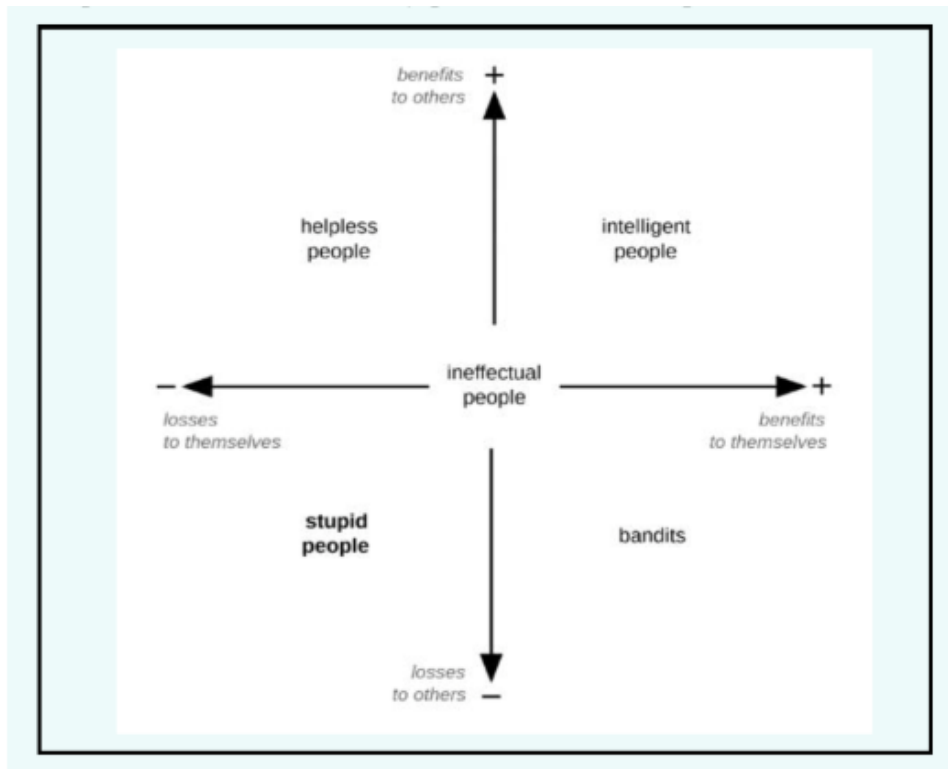 benefits +
to others
helpless
people
intelligent
people
ineffectual
people
−
+
losses
to themselves
benefits
to themselves
stupid
people
bandits
losses
to others −